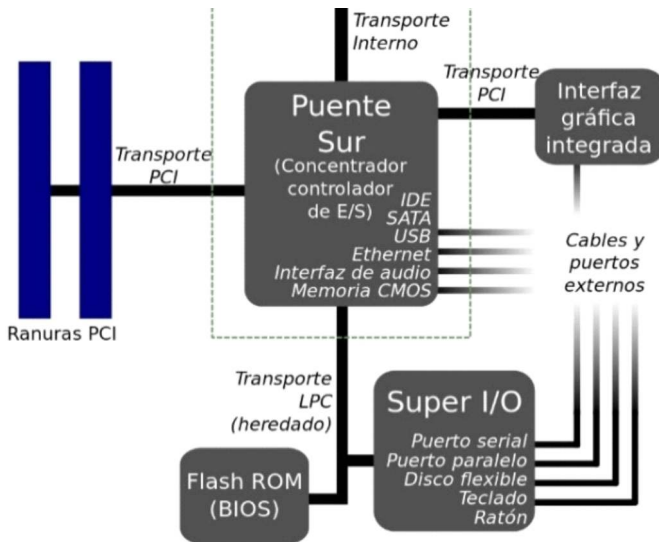 Transporte
Interno
Puente
Sur
(Concentrador
controlador
de E/S)
IDE
SATA
USB
Ethernet
Interfaz de audio
Memoria CMOS
Transporte
PCI
Interfaz
gráfica
integrada
Transporte
PCI
Ranuras PCI
Cables y
puertos
externos
Transporte
LPC
(heredado)
Super I/O
Puerto serial
Puerto paralelo
Disco flexible
Teclado
Ratón
Flash ROM
(BIOS)